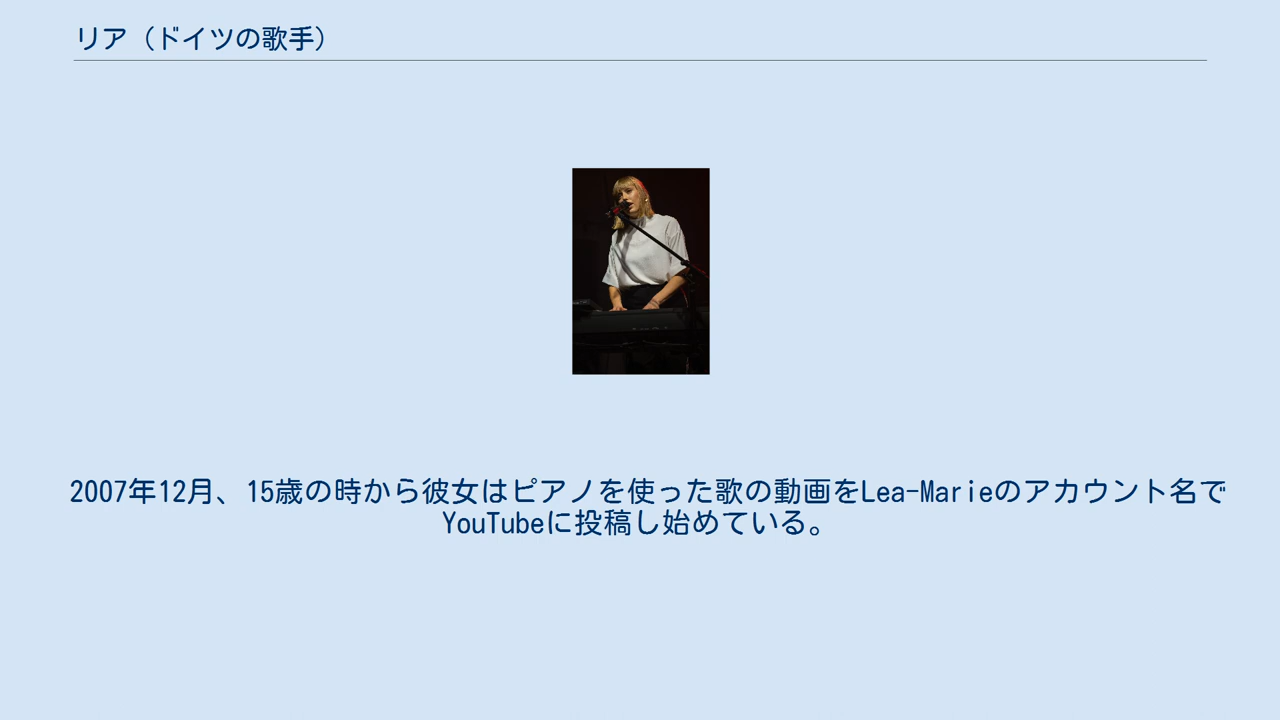 リア（ドイツの歌手）
2007年12月、15歳の時から彼女はピアノを使った歌の動画をLea-Marieのアカウント名で
YouTubeに投稿し始めている。